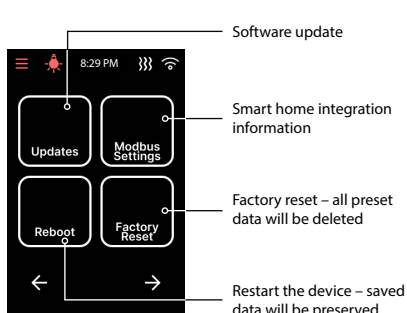 Software update
8:29 PM
Smart home integration
information
Updates
Modbus
Settings
Factory reset – all preset
data will be deleted
Reboot
Factory
Reset
Restart the device – saved
data will be preserved